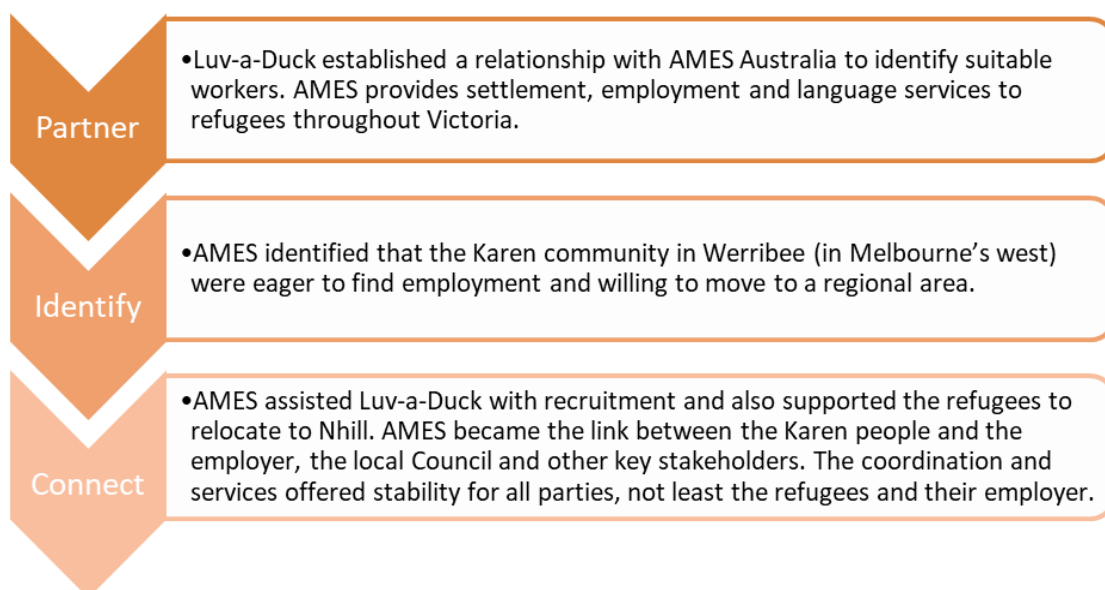 Partner
•Luv-a-Duck established a relationship with AMES Australia to identify suitable
workers. AMES provides settlement, employment and language services to
refugees throughout Victoria.
Identify
•AMES identified that the Karen community in Werribee (in Melbourne’s west)
were eager to find employment and willing to move to a regional area.
Connect
•AMES assisted Luv-a-Duck with recruitment and also supported the refugees to
relocate to Nhill. AMES became the link between the Karen people and the
employer, the local Council and other key stakeholders. The coordination and
services offered stability for all parties, not least the refugees and their employer.